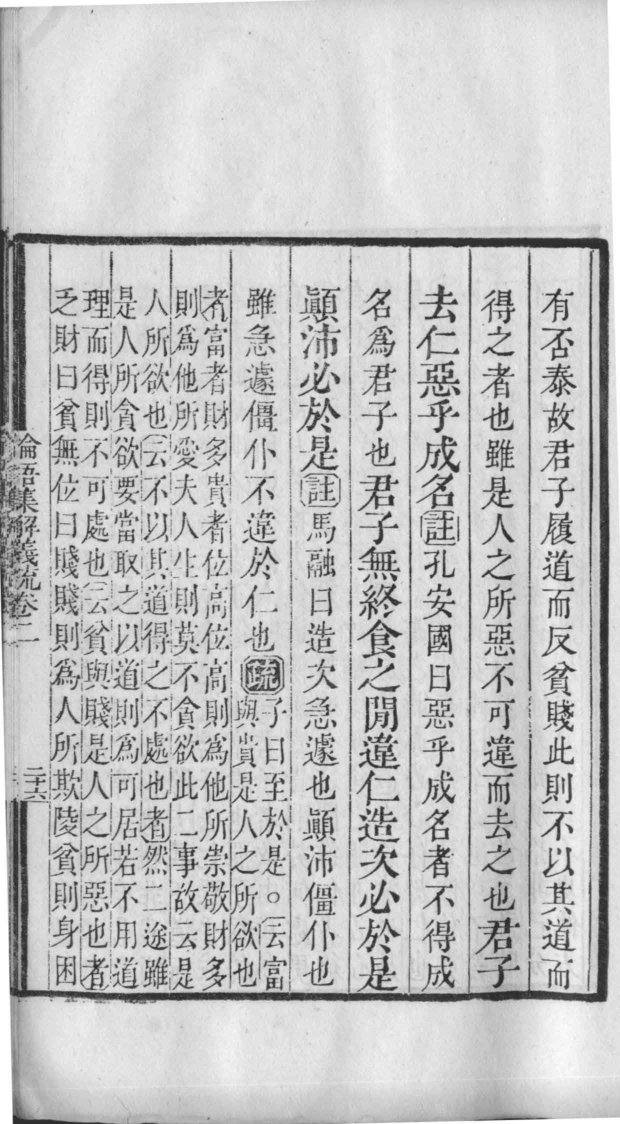 有否泰故君子履道而反貧賤此則不以其道而
得之者也雖是人之所惡不可違而去之也君子
去仁惡乎成名註孔安國曰惡乎成名者不得成
名爲君子也君子無終食之閒違仁造次必於是
顚沛必於是註馬融曰造次急遽也顚沛僵仆也
雖急遽僵仆不違於仁也疏子曰至於是○云富
與貴是人之所欲也
者富者財多貴者位高位高則爲他所崇敬財多
則爲他所愛夫人生則莫不貪欲此二事故云是
人所欲也云不以其道得之不處也者然二途雖
是人所貪欲要當取之以道則爲可居若不用道
理而得則不可處也云貧與賤是人之所惡也者
乏財曰貧無位曰賤賤則爲人所欺陵貧則身困
論語集解義疏卷二
二十六